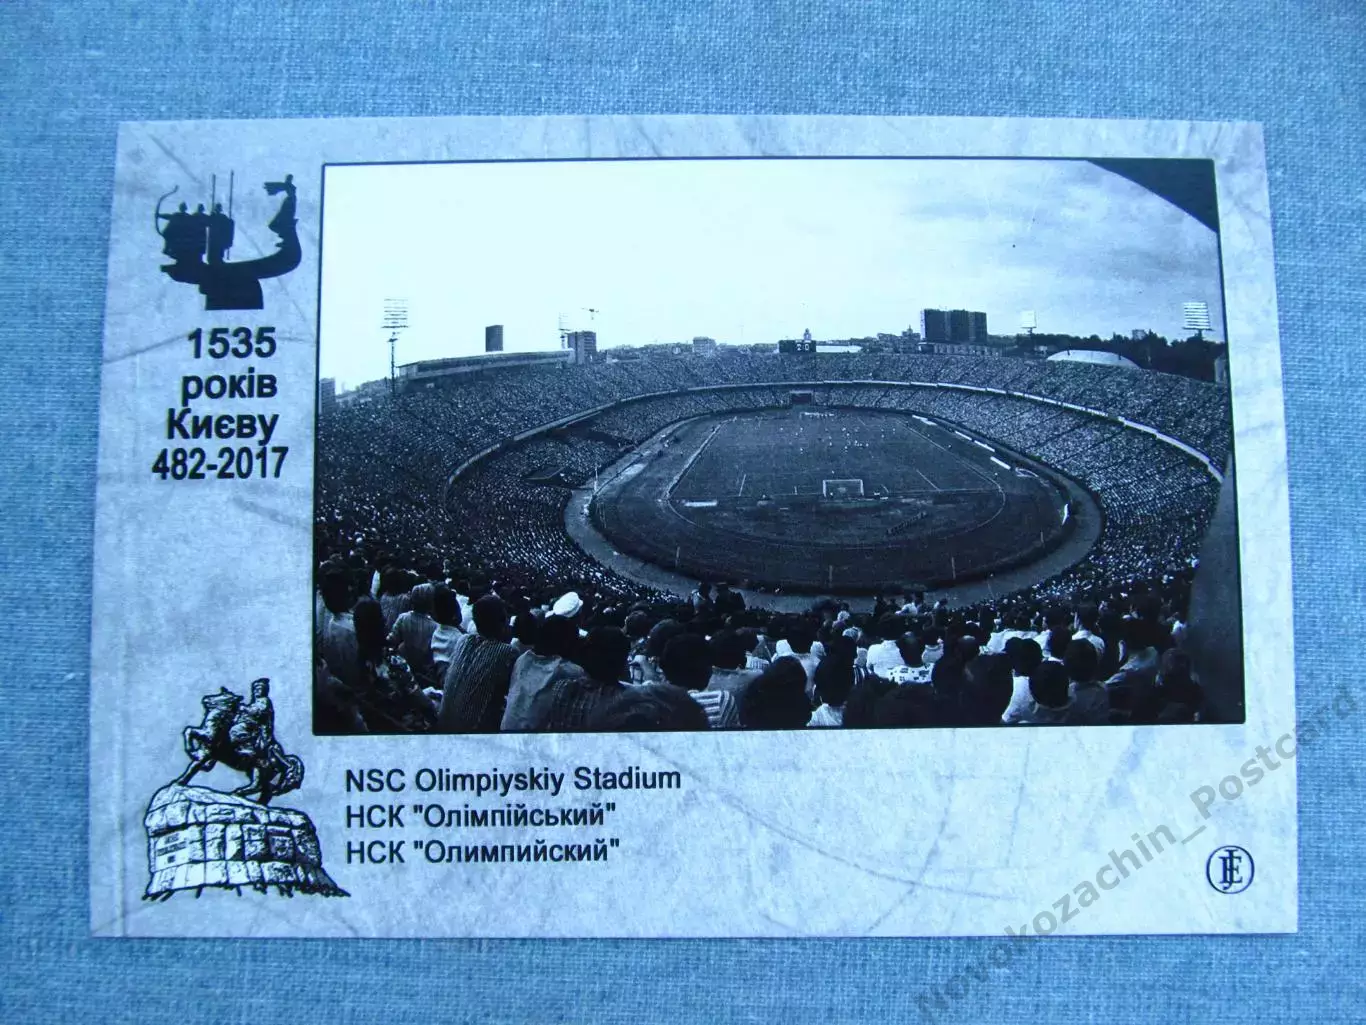 1535
років
Києву
482-2017
NSC Olimpiyskiy Stadium
НСК "Олімпійський"
НСК "Олимпийский"
Novokozachin_Postcard